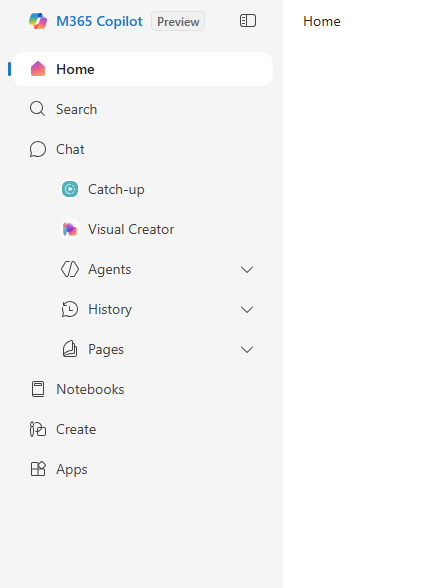 M365 Copilot Preview
Home
Home
Search
Chat
Catch-up
Visual Creator
Agents
History
Pages
Notebooks
Create
Apps